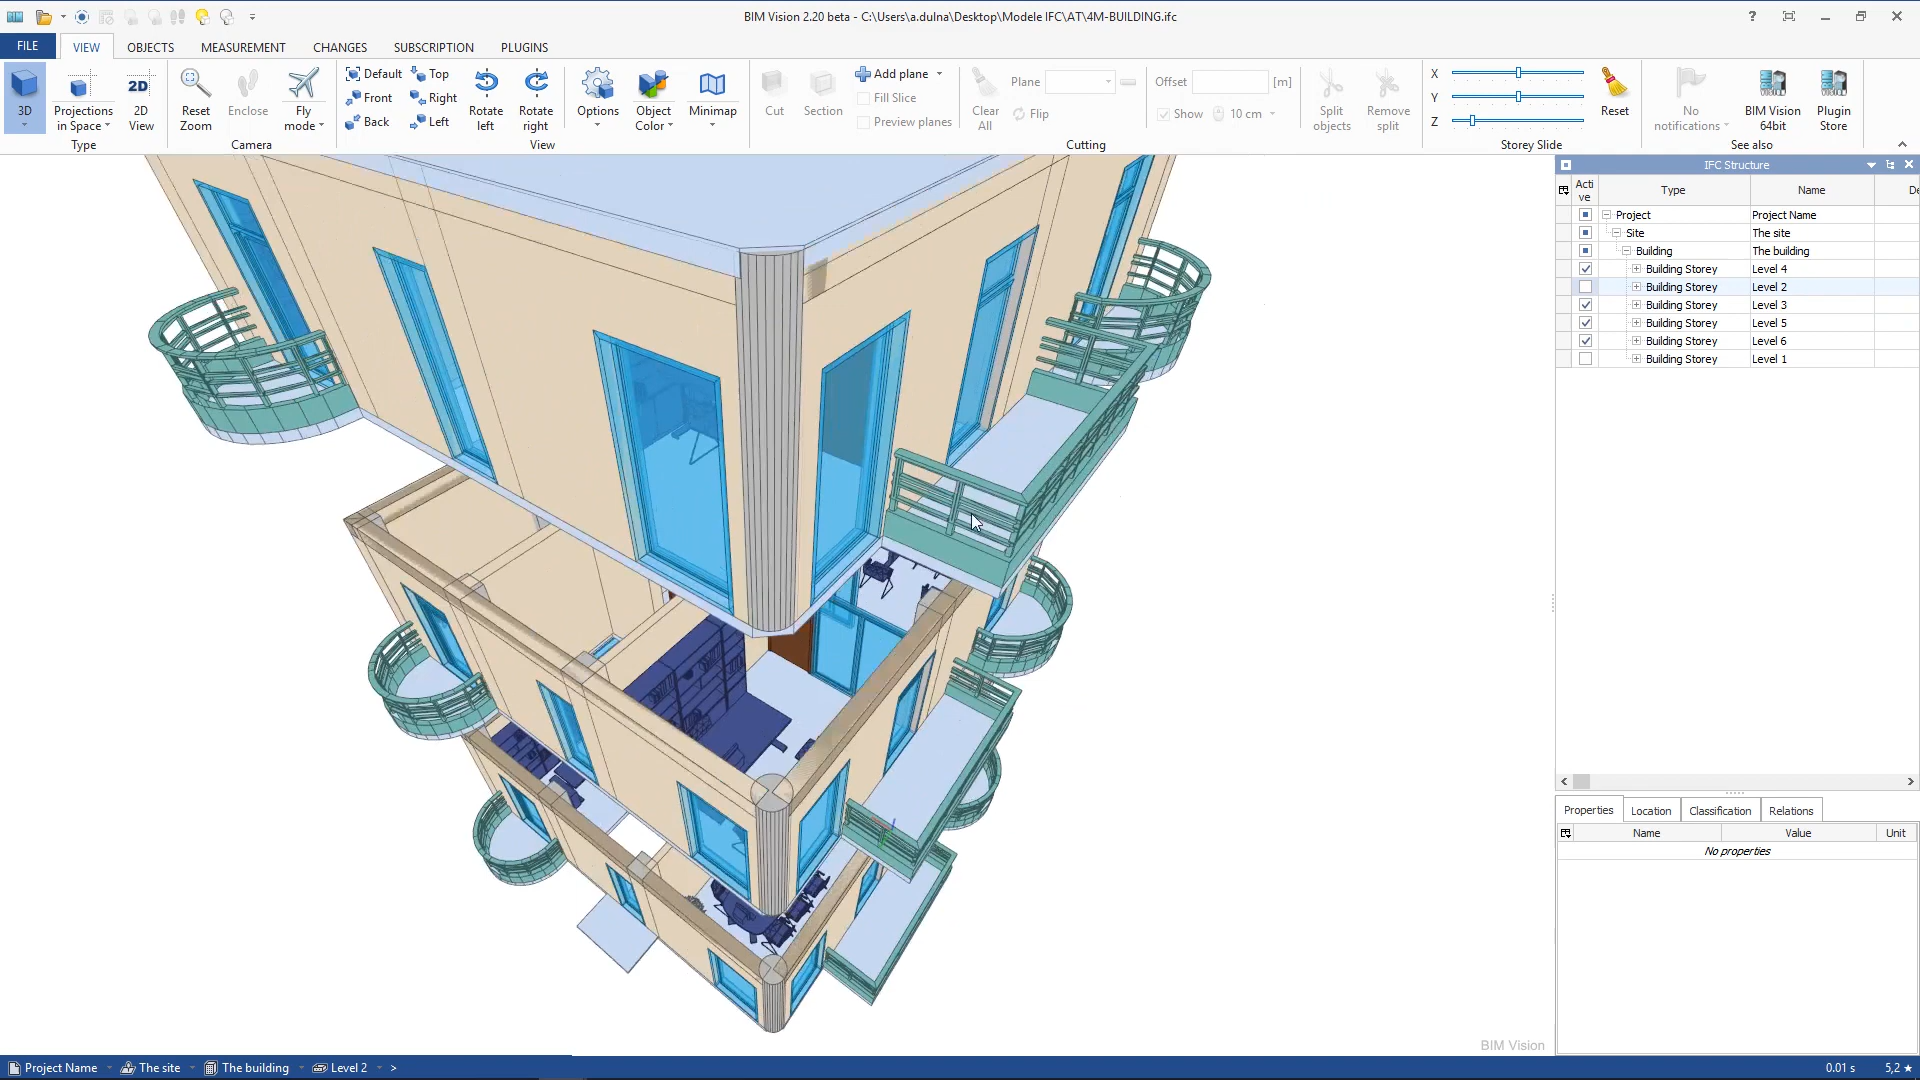 BIM Vision 2.20 beta - C:\Users\a.dulna\Desktop\Modele IFC\AT\4M-BUILDING.ifc
?
FILE VIEW OBJECTS MEASUREMENT CHANGES SUBSCRIPTION PLUGINS
3D
Projections
in Space
2D
2D
View
Type
Reset
Zoom
Enclose
Fly
mode
Camera
Default Top
Front Right
Back Left
Rotate
left
Rotate
right
View
Options
Object
Color
Minimap
Cut
Section
Add plane
Fill Slice
Preview planes
Clear
All
Plane
Flip
Offset [m]
Show 10 cm
Split
objects
Remove
split
Cutting
X
Y
Z
Reset
Storey Slide
No
notifications
BIM Vision
64bit
Plugin
Store
See also
IFC Structure
Acti
ve
Type Name De
Project Project Name
Site The site
Building The building
Building Storey Level 4
Building Storey Level 2
Building Storey Level 3
Building Storey Level 5
Building Storey Level 6
Building Storey Level 1
Properties Location Classification Relations
Name Value Unit
No properties
BIM Vision
Project Name The site The building Level 2 >
0.01 s 5,2